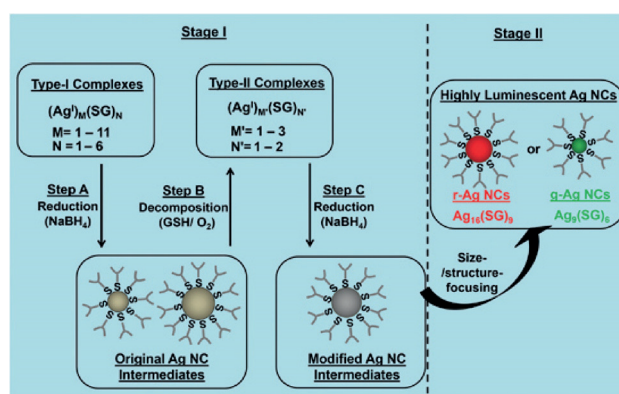 Stage I
Type-I Complexes
(Agᴵ)M(SG)N
M= 1 – 11
N = 1 – 6
Type-II Complexes
(Agᴵ)M'(SG)N'
M'= 1 – 3
N'= 1 – 2
Step A
Reduction
(NaBH₄)
Step B
Decomposition
(GSH/ O₂)
Step C
Reduction
(NaBH₄)
S S S S S S S S
S S S S S S S S
Original Ag NC
Intermediates
S S S S S S S S
Modified Ag NC
Intermediates
Stage II
Highly Luminescent Ag NCs
S S S S S S S S
or
S S S S S S
r-Ag NCs
Ag₁₆(SG)₉
g-Ag NCs
Ag₉(SG)₆
Size-
/structure-
focusing